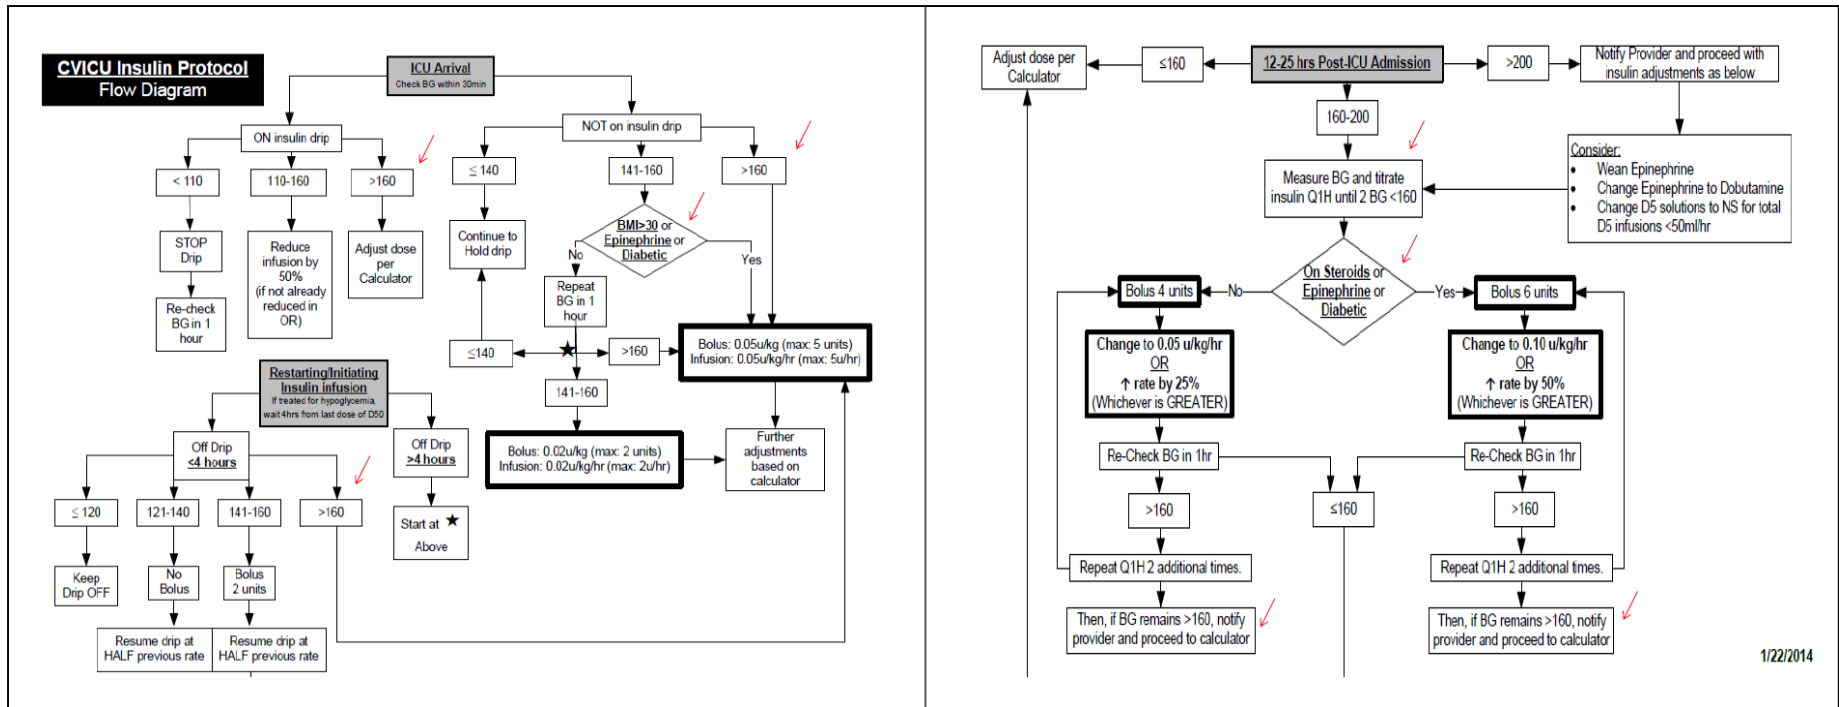 CVICU Insulin Protocol
Flow Diagram
ICU Arrival
Check BG within 30min
ON insulin drip
NOT on insulin drip
< 110
110-160
>160
≤ 140
141-160
>160
STOP
Drip
Re-check
BG in 1
hour
Reduce
infusion by
50%
(if not already
reduced in
OR)
Adjust dose
per
Calculator
Continue to
Hold drip
BMI>30 or
Epinephrine or
Diabetic
No
Yes
Repeat
BG in 1
hour
≤140
★
>160
141-160
Bolus: 0.05u/kg (max: 5 units)
Infusion: 0.05u/kg/hr (max: 5u/hr)
Bolus: 0.02u/kg (max: 2 units)
Infusion: 0.02u/kg/hr (max: 2u/hr)
Further
adjustments
based on
calculator
Restarting/Initiating
Insulin infusion
If treated for hypoglycemia,
wait 4hrs from last dose of D50
Off Drip
<4 hours
Off Drip
>4 hours
≤ 120
121-140
141-160
>160
Start at ★
Above
Keep
Drip OFF
No
Bolus
Bolus
2 units
Resume drip at
HALF previous rate
Resume drip at
HALF previous rate
Adjust dose per
Calculator
≤160
12-25 hrs Post-ICU Admission
>200
Notify Provider and proceed with
insulin adjustments as below
160-200
Measure BG and titrate
insulin Q1H until 2 BG <160
Consider:
• Wean Epinephrine
• Change Epinephrine to Dobutamine
• Change D5 solutions to NS for total
D5 infusions <50ml/hr
On Steroids or
Epinephrine or
Diabetic
No
Yes
Bolus 4 units
Bolus 6 units
Change to 0.05 u/kg/hr
OR
↑ rate by 25%
(Whichever is GREATER)
Change to 0.10 u/kg/hr
OR
↑ rate by 50%
(Whichever is GREATER)
Re-Check BG in 1hr
Re-Check BG in 1hr
>160
≤160
>160
Repeat Q1H 2 additional times.
Repeat Q1H 2 additional times.
Then, if BG remains >160, notify
provider and proceed to calculator
Then, if BG remains >160, notify
provider and proceed to calculator
1/22/2014